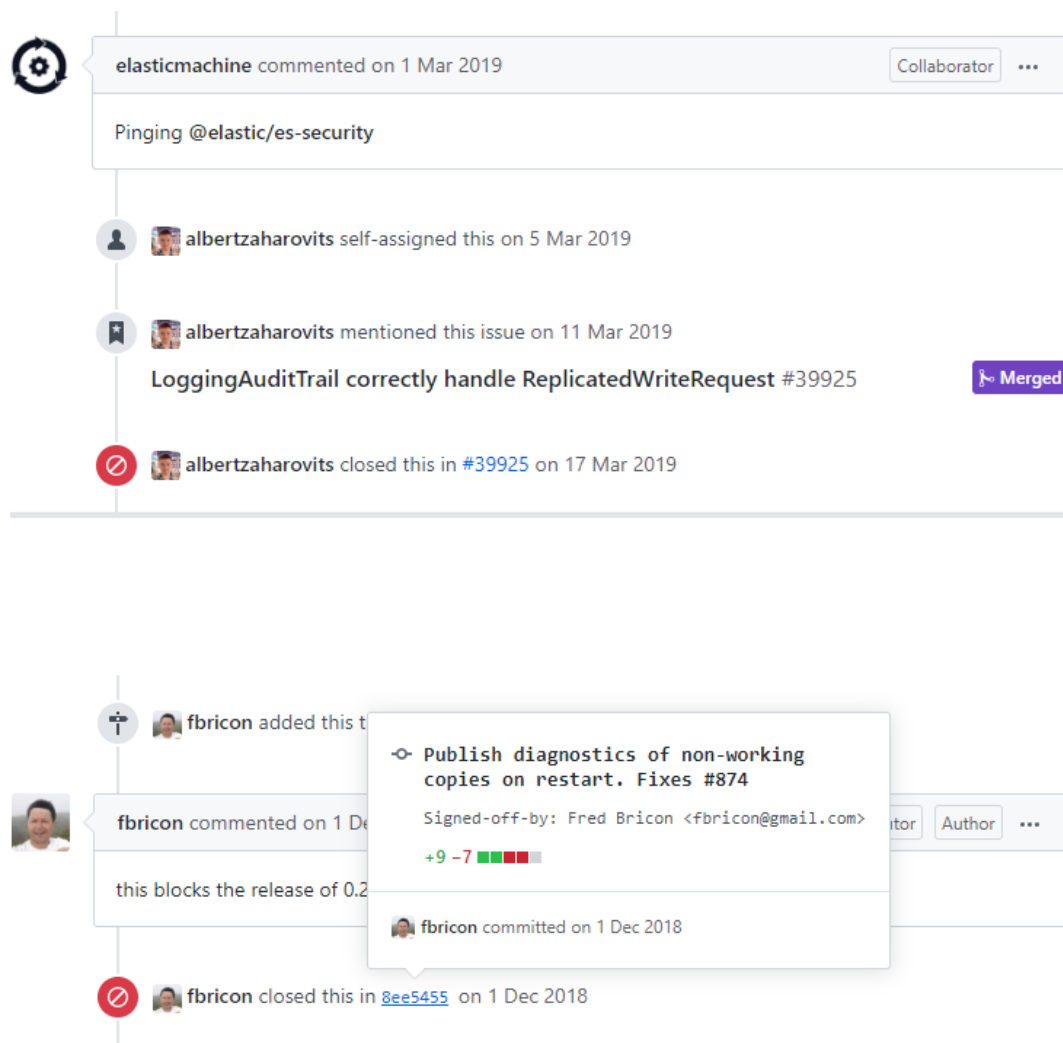 elasticmachine commented on 1 Mar 2019 Collaborator ...
Pinging @elastic/es-security
albertzaharovits self-assigned this on 5 Mar 2019
albertzaharovits mentioned this issue on 11 Mar 2019
LoggingAuditTrail correctly handle ReplicatedWriteRequest #39925 Merged
albertzaharovits closed this in #39925 on 17 Mar 2019
fbricon added this t
Publish diagnostics of non-working
copies on restart. Fixes #874
Signed-off-by: Fred Bricon <fbricon@gmail.com>
+9 −7
fbricon committed on 1 Dec 2018
fbricon commented on 1 De
Author ...
this blocks the release of 0.2
fbricon closed this in 8ee5455 on 1 Dec 2018